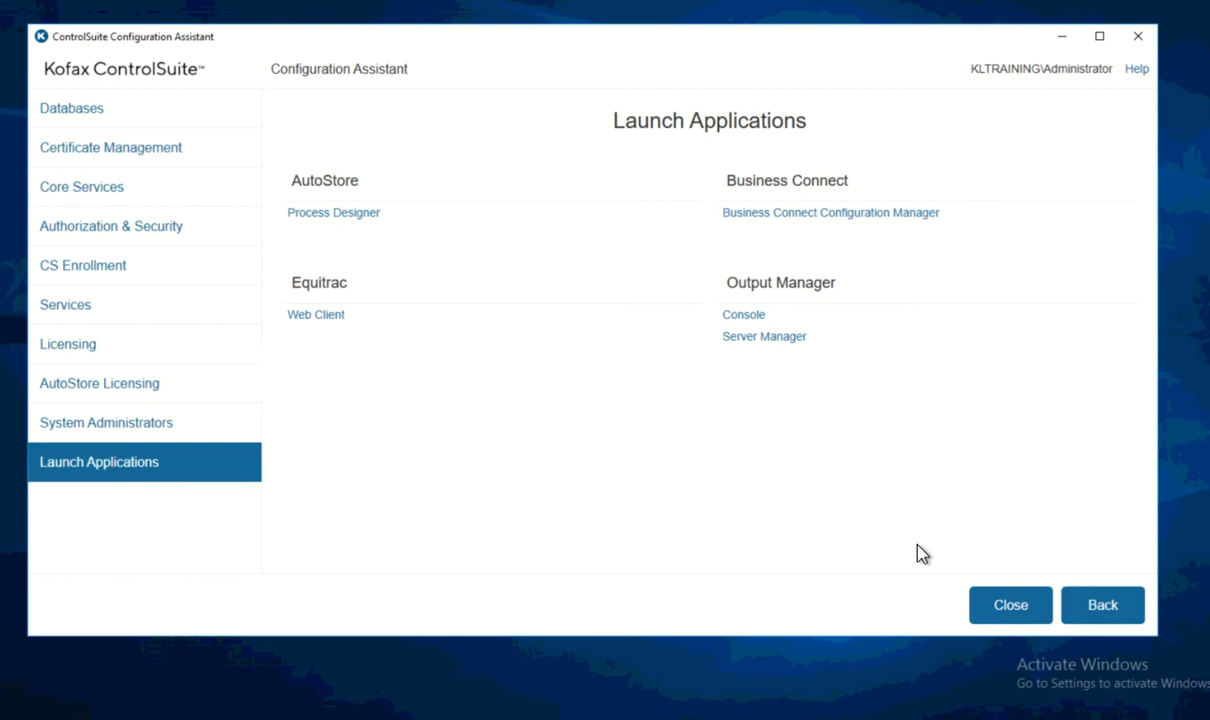 ControlSuite Configuration Assistant
Kofax ControlSuite™
Configuration Assistant
KLTRAINING\Administrator
Help
Databases
Certificate Management
Core Services
Authorization & Security
CS Enrollment
Services
Licensing
AutoStore Licensing
System Administrators
Launch Applications
Launch Applications
AutoStore
Process Designer
Business Connect
Business Connect Configuration Manager
Equitrac
Web Client
Output Manager
Console
Server Manager
Close
Back
Activate Windows
Go to Settings to activate Windows